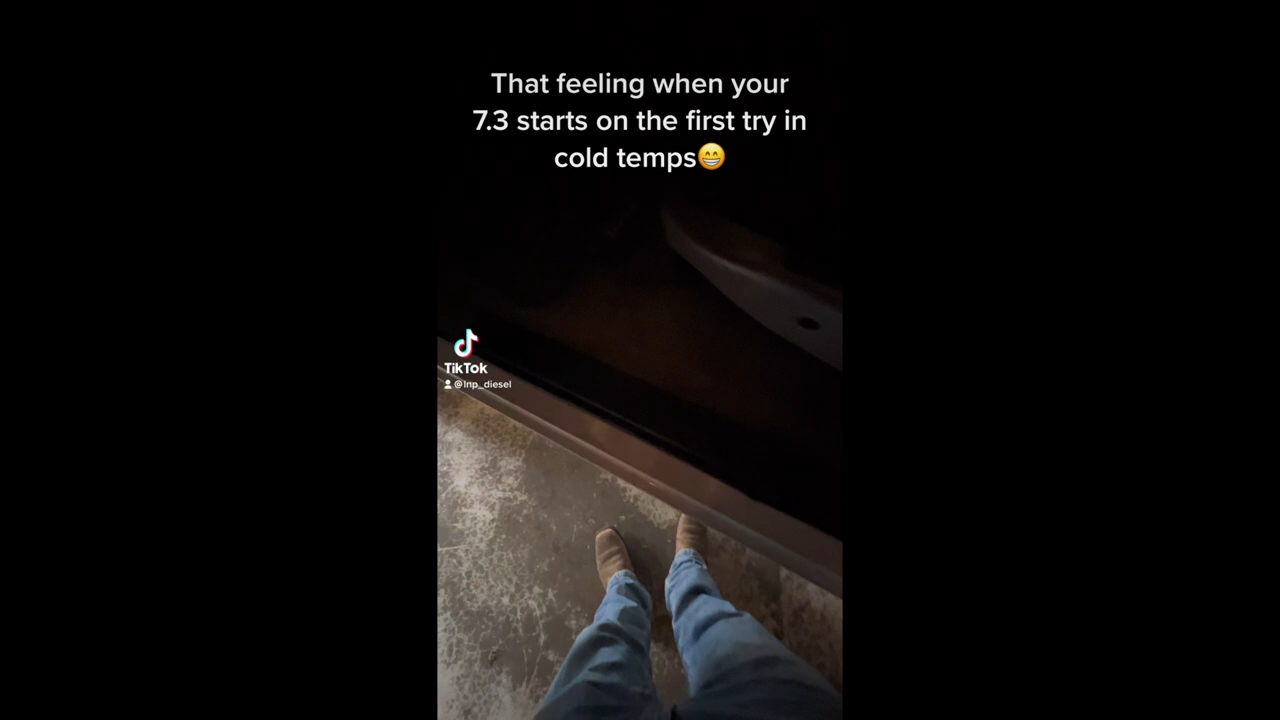 That feeling when your
7.3 starts on the first try in
cold temps😁
TikTok
@lnp_diesel